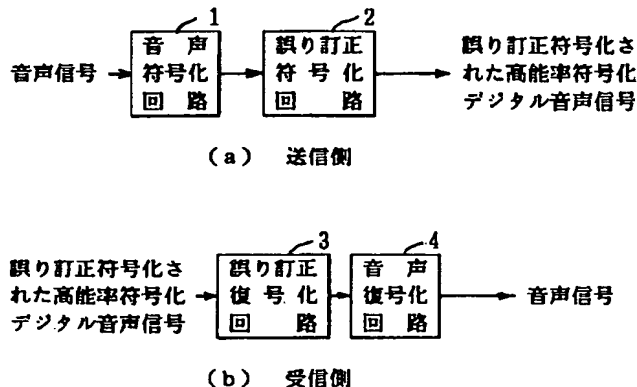 1
2
音声
符号化
回路
誤り訂正
符号化
回路
音声信号
誤り訂正符号化さ
れた高能率符号化
デジタル音声信号
(a) 送信側
3
4
誤り訂正符号化さ
れた高能率符号化
デジタル音声信号
誤り訂正
復号化
回路
音声
復号化
回路
音声信号
(b) 受信側